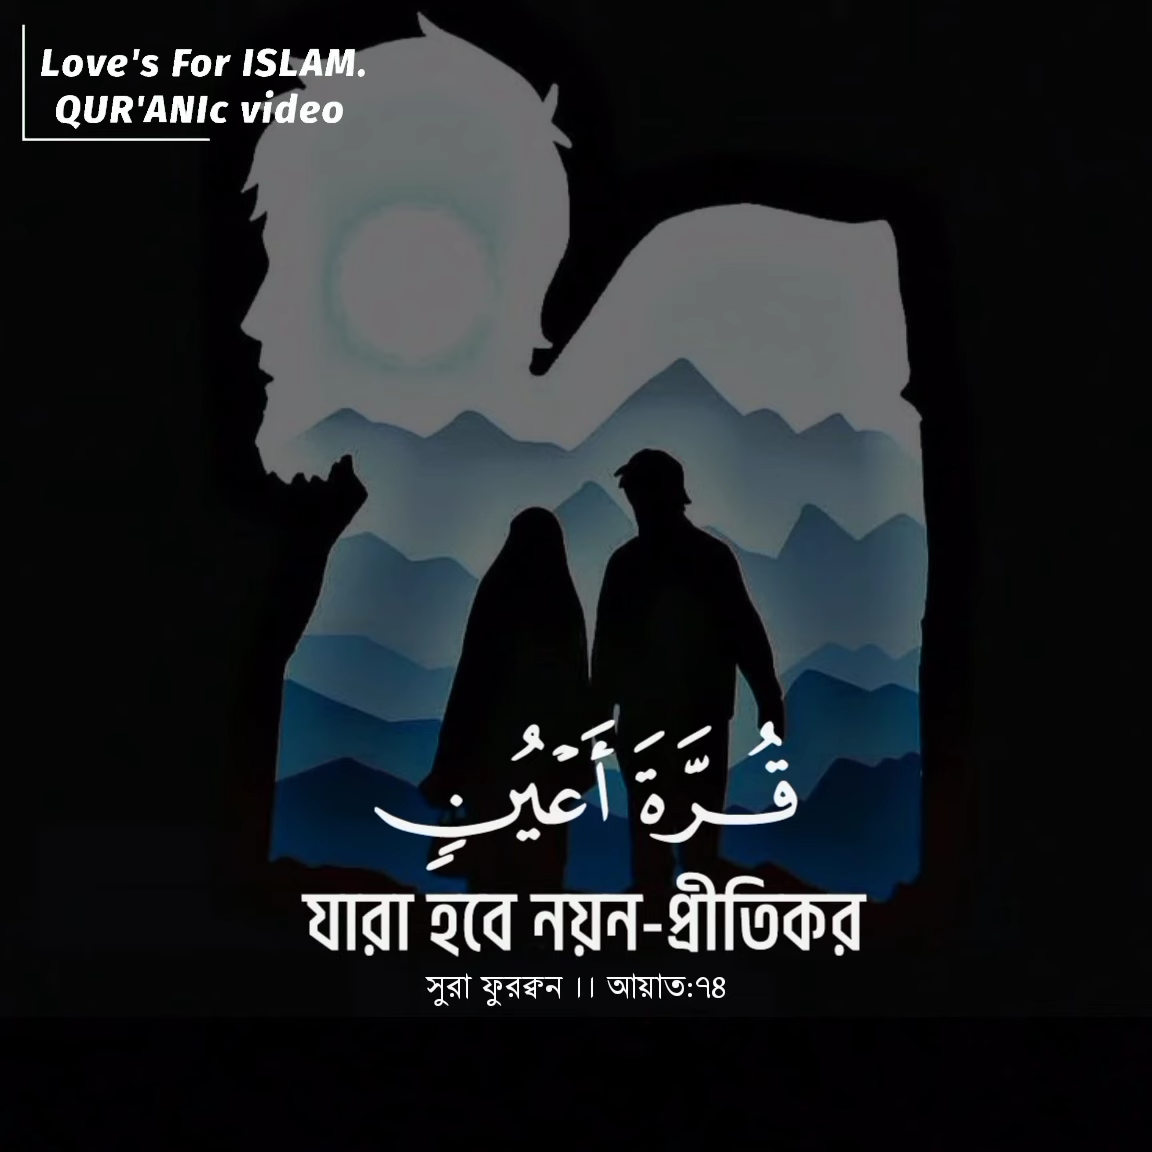 Love's For ISLAM.
QUR'ANIc video
قُرَّةَ أَعْيُنٍ
যারা হবে নয়ন-প্রীতিকর
সুরা ফুরক্বন ।। আয়াত:৭৪